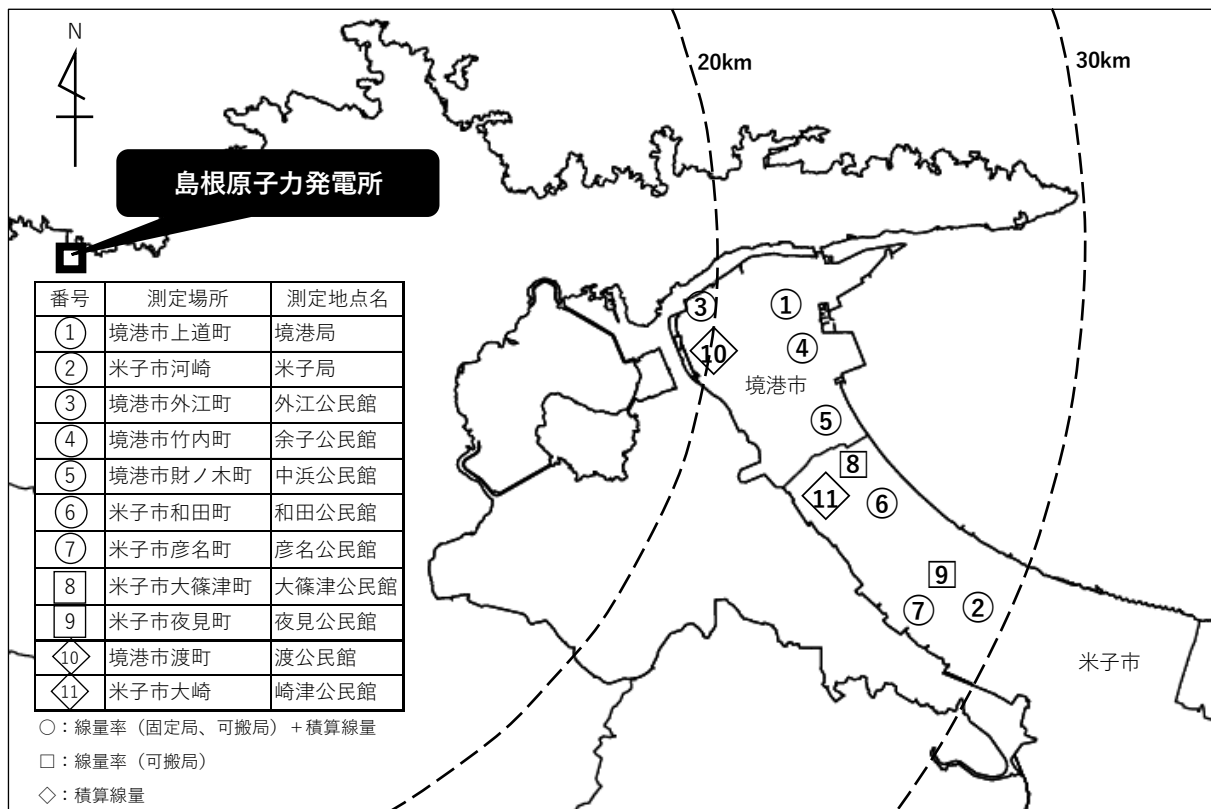 N
20km
30km
島根原子力発電所
番号 測定場所 測定地点名
① 境港市上道町 境港局
② 米子市河崎 米子局
③ 境港市外江町 外江公民館
④ 境港市竹内町 余子公民館
⑤ 境港市財ノ木町 中浜公民館
⑥ 米子市和田町 和田公民館
⑦ 米子市彦名町 彦名公民館
8 米子市大篠津町 大篠津公民館
9 米子市夜見町 夜見公民館
10 境港市渡町 渡公民館
11 米子市大崎 崎津公民館
○：線量率（固定局、可搬局）＋積算線量
□：線量率（可搬局）
◇：積算線量
③
①
10
④
境港市
⑤
8
11
⑥
9
⑦
②
米子市